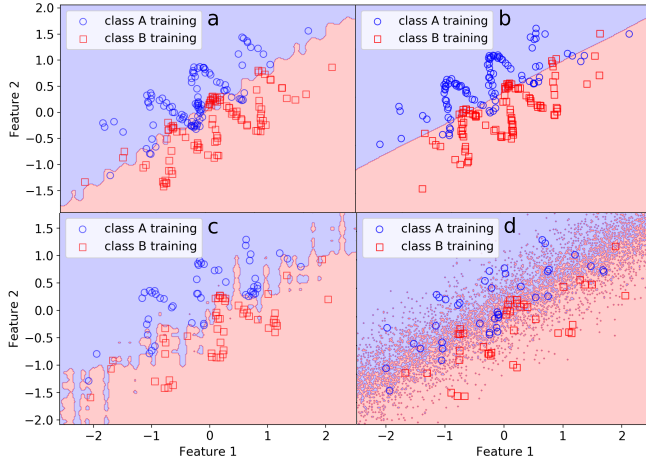 2.0
1.5
1.0
0.5
0.0
−0.5
−1.0
−1.5
Feature 2
class A training
class B training
a
class A training
class B training
b
1.5
1.0
0.5
0.0
−0.5
−1.0
−1.5
−2.0
Feature 2
class A training
class B training
c
class A training
class B training
d
−2 −1 0 1 2
Feature 1
−2 −1 0 1 2
Feature 1